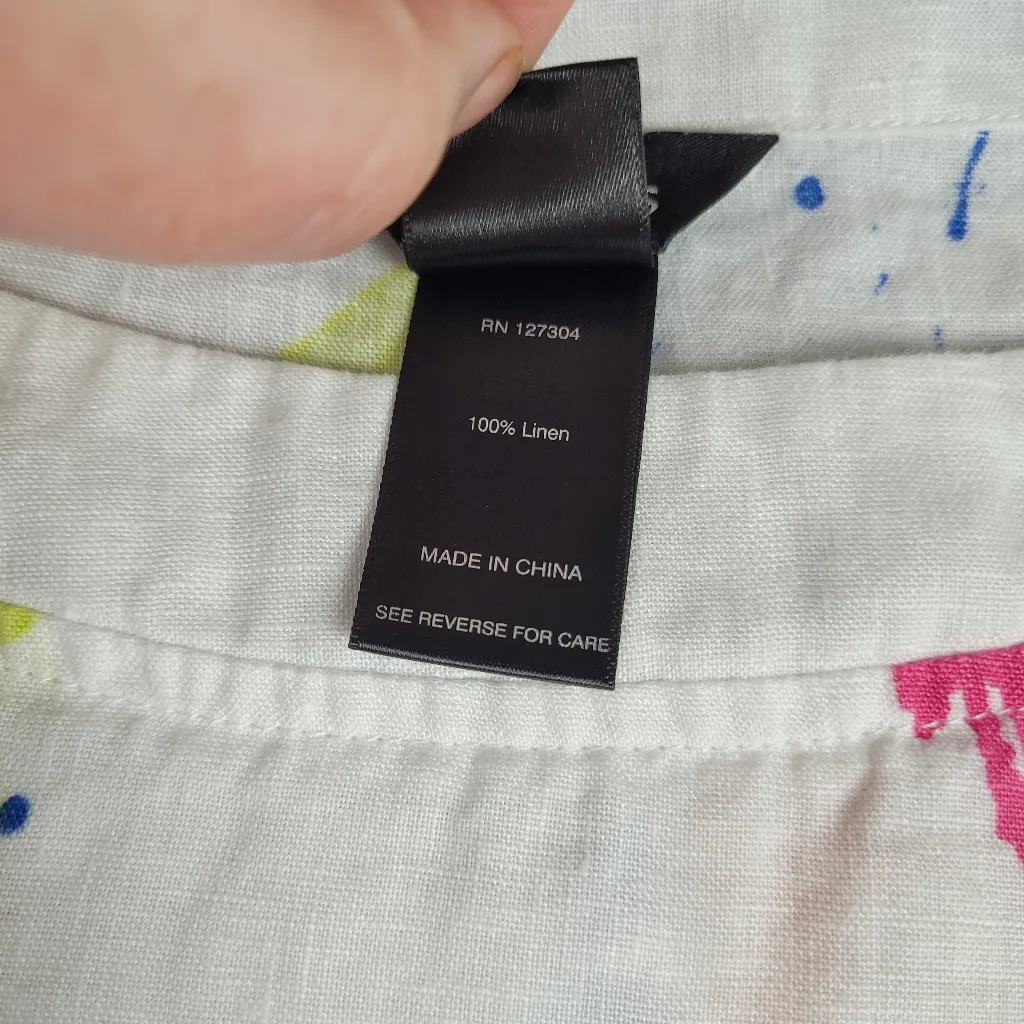 RN 127304
100% Linen
MADE IN CHINA
SEE REVERSE FOR CARE